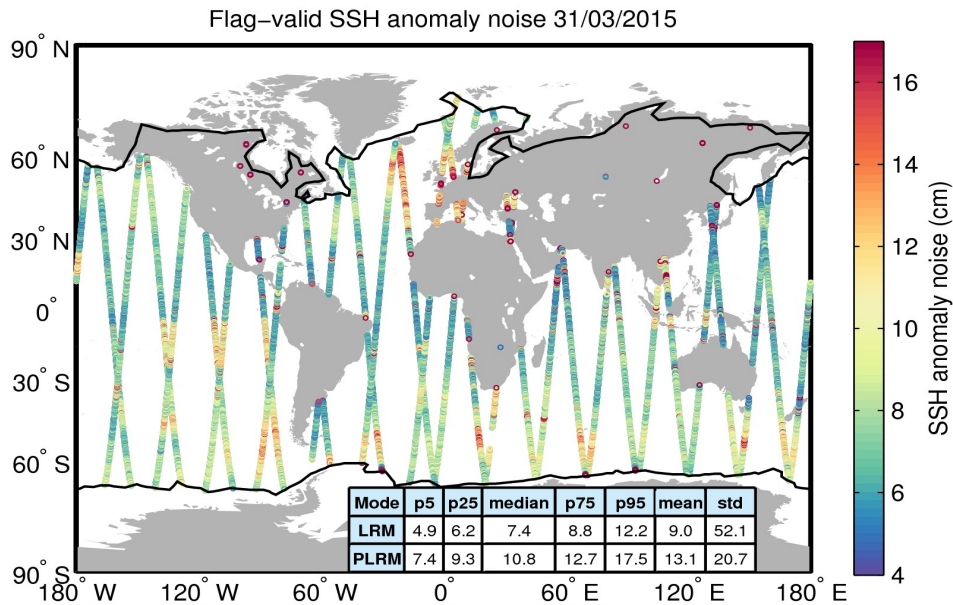 Flag−valid SSH anomaly noise 31/03/2015
90° N
60° N
30° N
0°
30° S
60° S
90° S
180° W
120° W
60° W
0°
60° E
120° E
180° E
Mode p5 p25 median p75 p95 mean std
LRM 4.9 6.2 7.4 8.8 12.2 9.0 52.1
PLRM 7.4 9.3 10.8 12.7 17.5 13.1 20.7
16
14
12
10
8
6
4
SSH anomaly noise (cm)